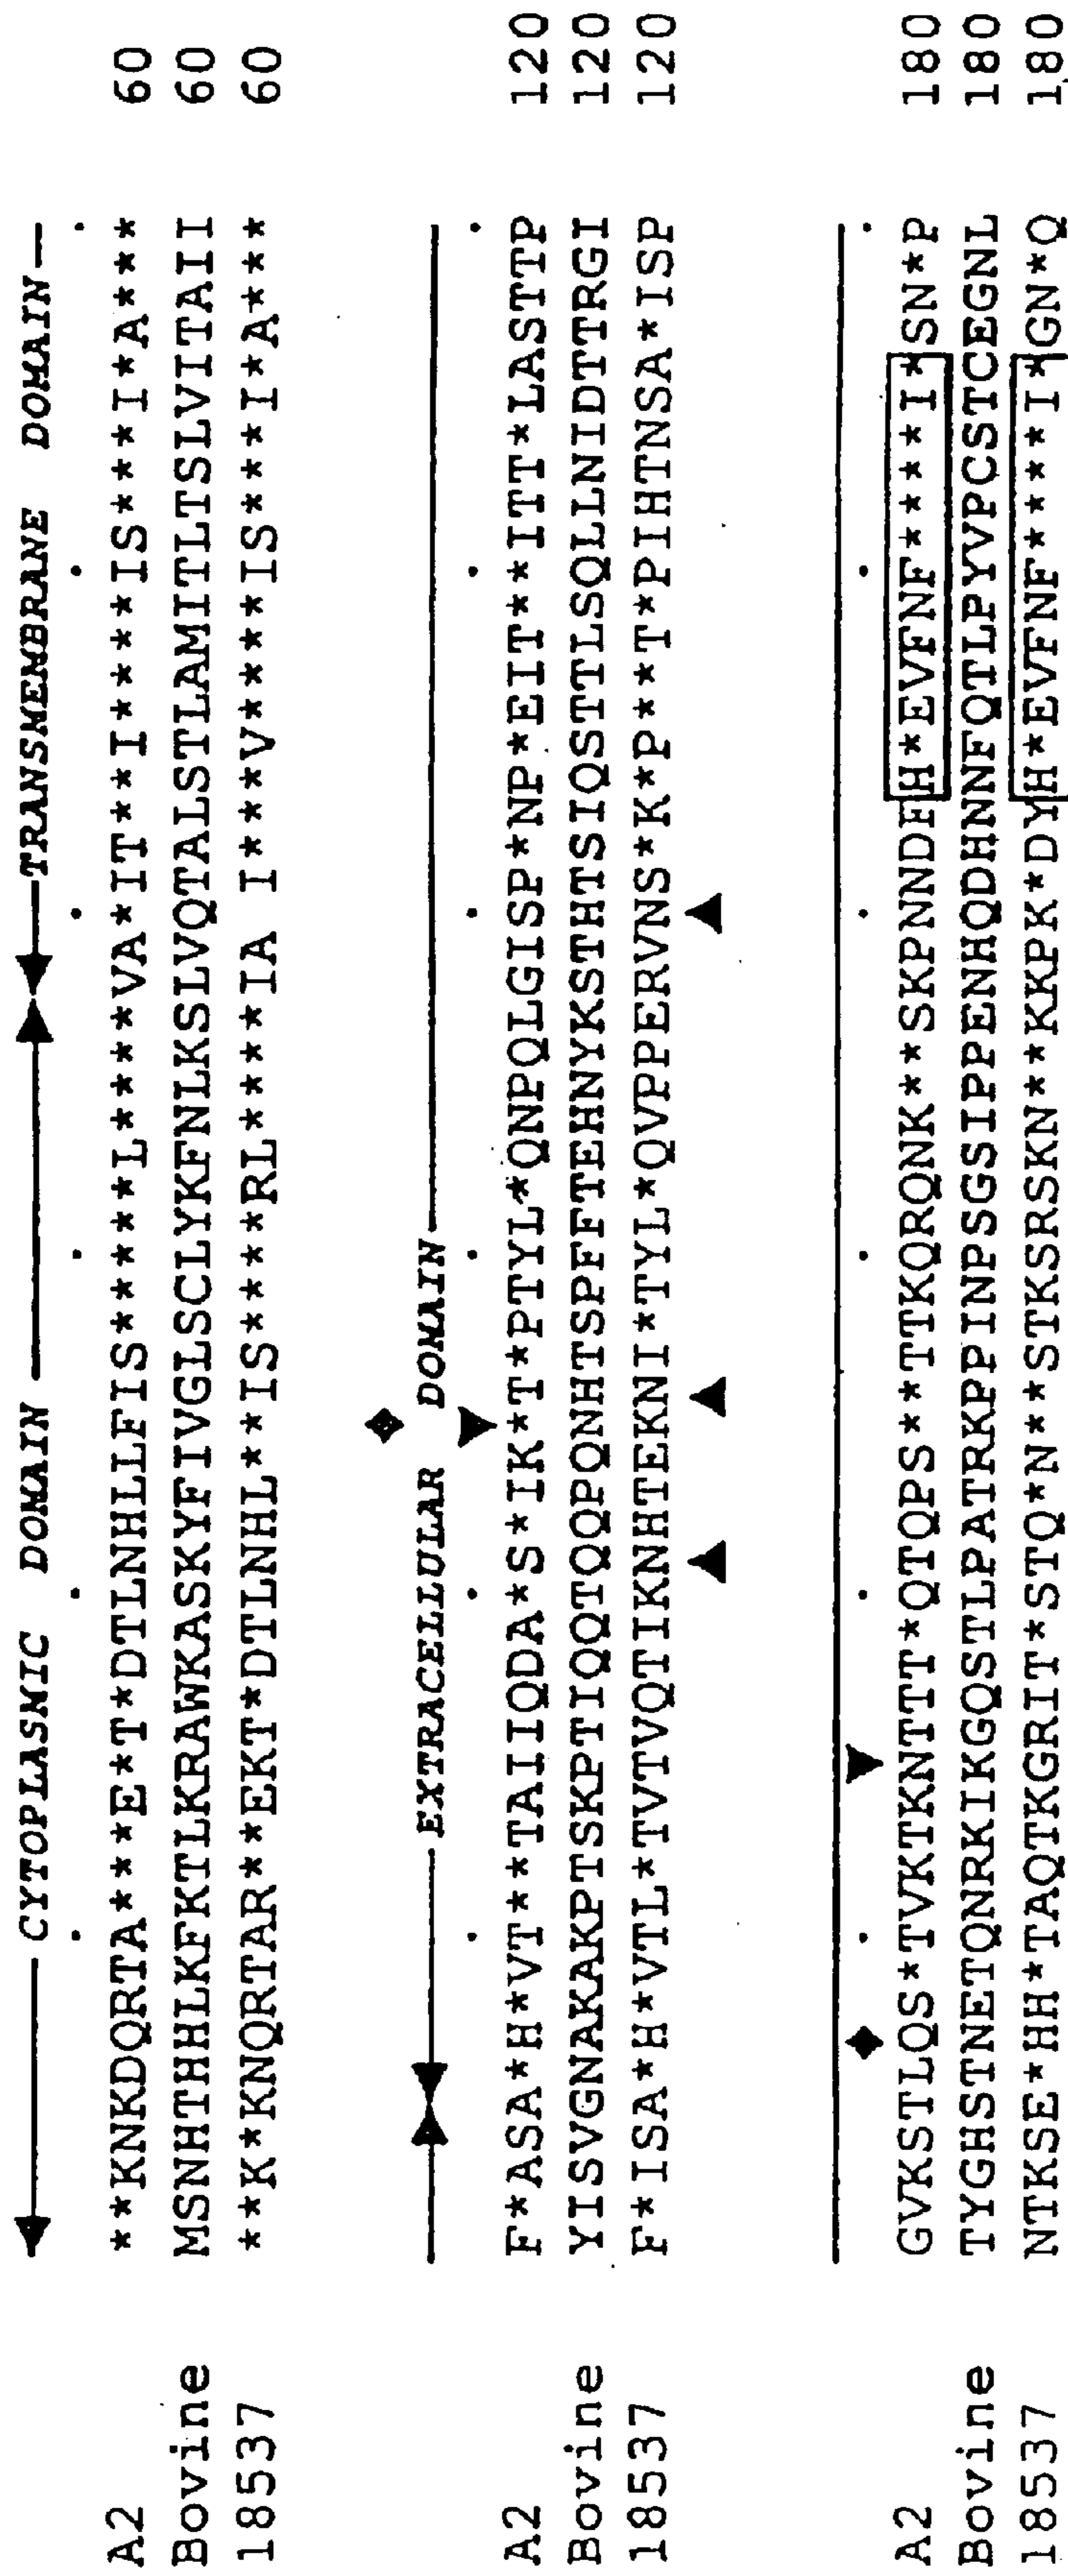 CYTOPLASMIC DOMAIN TRANSMEMBRANE DOMAIN
A2 **KNKDQRTA***E*T*DTLNHLLFIS*****L*****VA*IT**I*****IS****I*A**** 60
Bovine MSNHTHHLKFKTLKRAWKASKYFIVGLSCLYKFNLKSLVQTALSTLAMITLTSLVITAII 60
18537 **K*KNQRTAR**EKT*DTLNHL**IS*****RL*****IA I***V*****IS****I*A**** 60
EXTRACELLULAR DOMAIN
A2 F*ASA*H*VT**TAIIQDA*S*IK*T*PTYL*QNPQLGISP*NP*EIT**ITT*LASTTP 120
Bovine YISVGNAKAKPTSKPTIQQTQQPQNHTSPFFTEHNYKSTHTSIQSTTLSQLLNIDTTRGI 120
18537 F*ISA*H*VTL*TVTVQTIKNHTEKNI*TYL*QVPPERVNS*K*P**T*PIHTNSA*ISP 120
A2 GVKSTLQS*TVKTKNTTT*QTQPS**TTKQRQNK**SKPNNDFH*EVFNF****I*SN*P 180
Bovine TYGHSTNETQNRKIKGQSTLPATRKPPINPSGSIPPENHQDHNNFQTLPYVPCSTCEGNL 180
18537 NTKSE*HH*TAQTKGRIT*STQ*N**STKSRSKN**KKPK*DYH*EVFNF****I*GN*Q 180